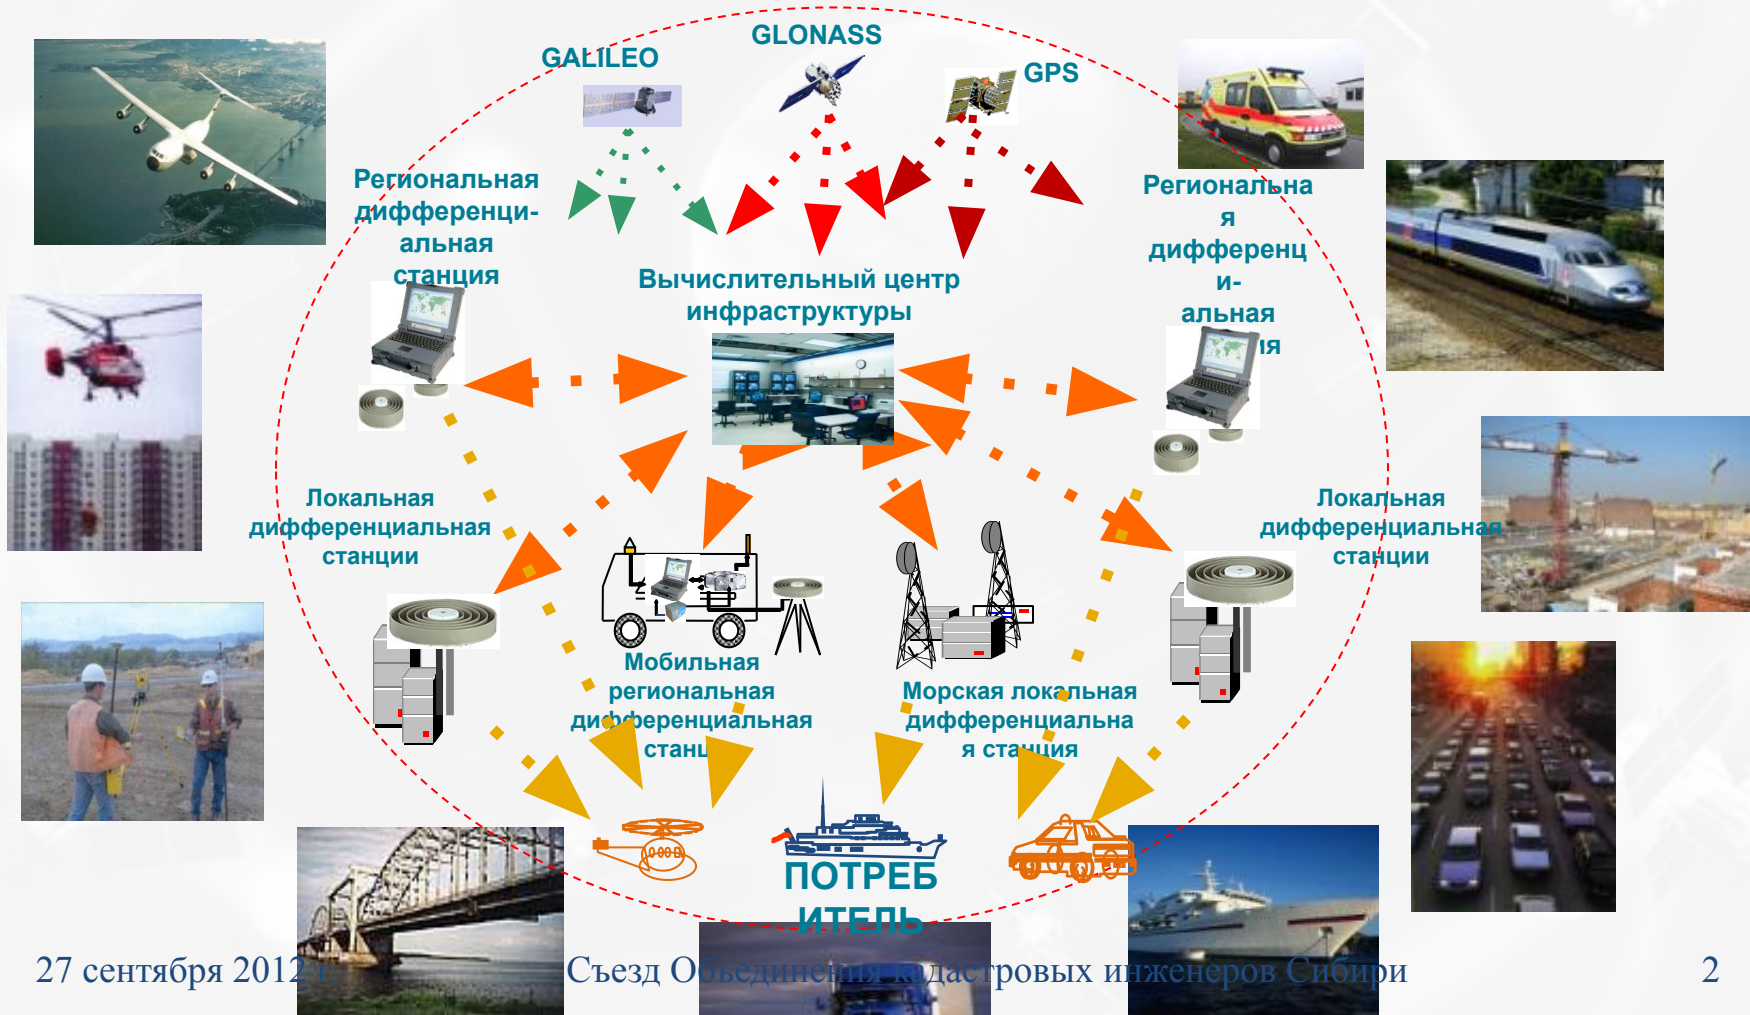 GLONASS
GALILEO
GPS
Региональная
дифференци-
альная
станция
Региональна
я
дифференц
и-
альная
Вычислительный центр
инфраструктуры
Локальная
дифференциальная
станции
Локальная
дифференциальная
станции
Мобильная
региональная
дифференциальная
Морская локальная
дифференциальна
я станция
ПОТРЕБ
ИТЕЛЬ
27 сентября 2012 г.
Съезд Объединения кадастровых инженеров Сибири
2